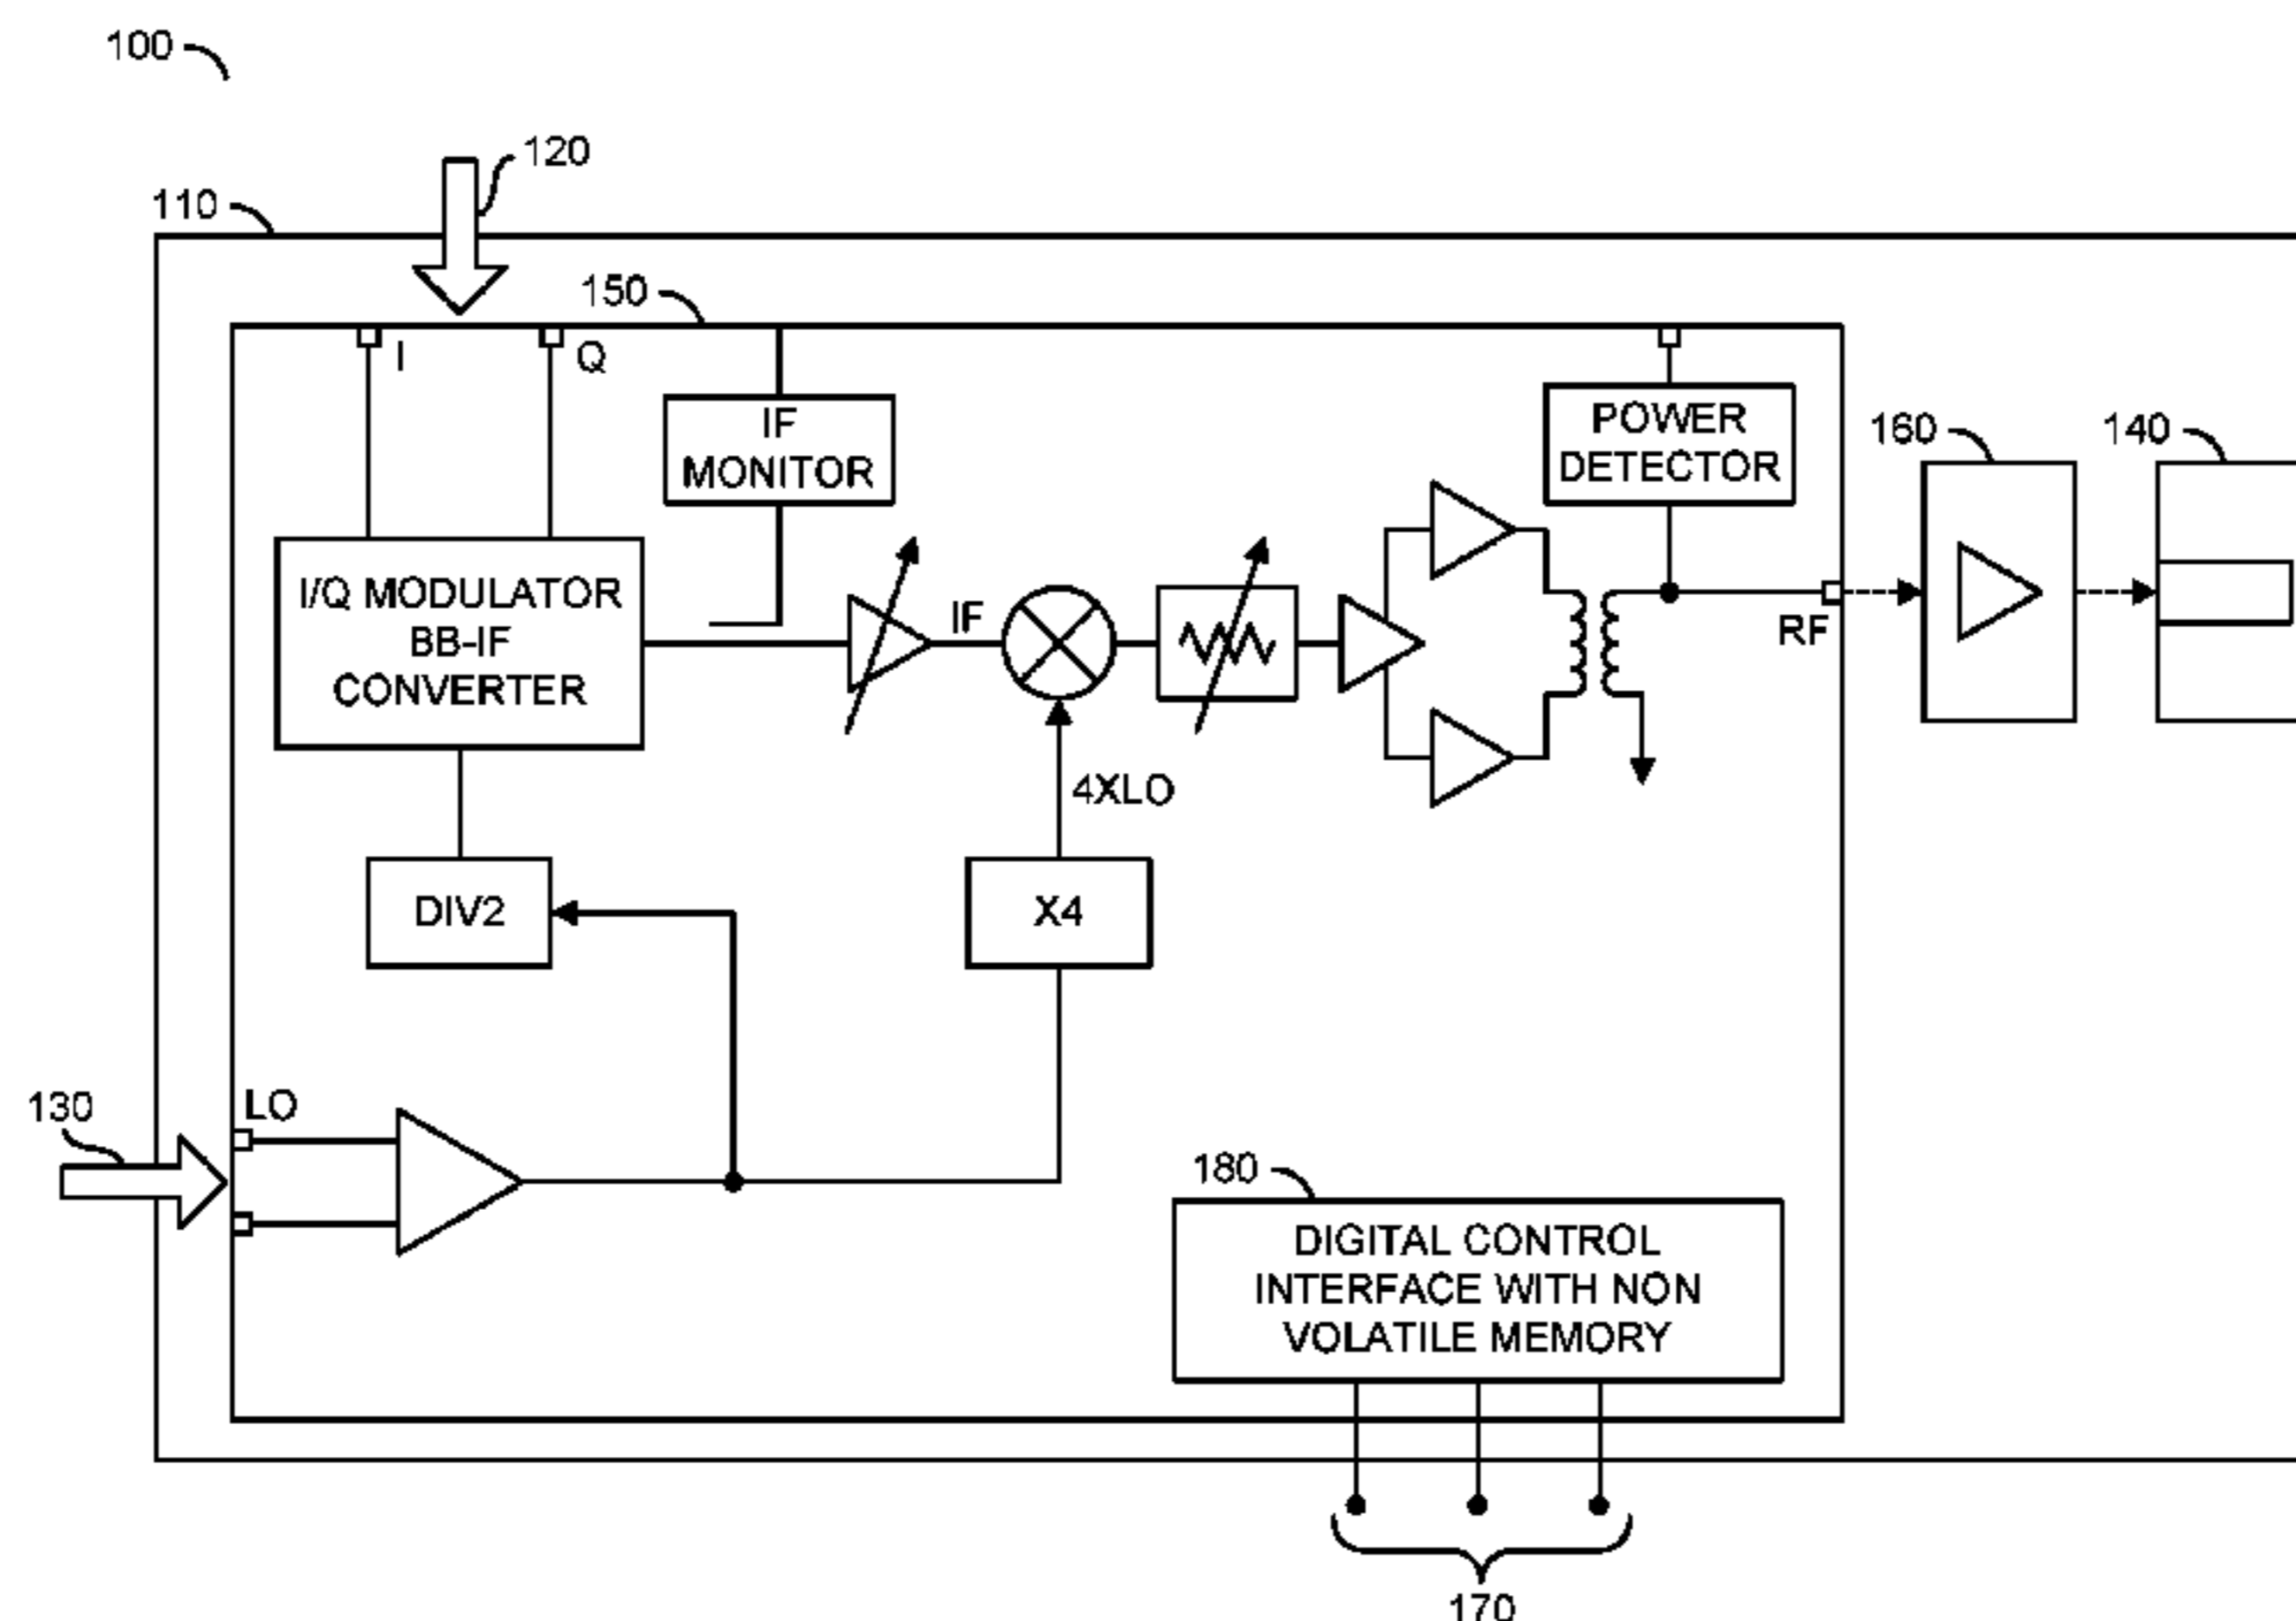 100
120
110
150
I
Q
IF
MONITOR
POWER
DETECTOR
160
140
I/Q MODULATOR
BB-IF
CONVERTER
IF
RF
4XLO
DIV2
X4
130
LO
180
DIGITAL CONTROL
INTERFACE WITH NON
VOLATILE MEMORY
170